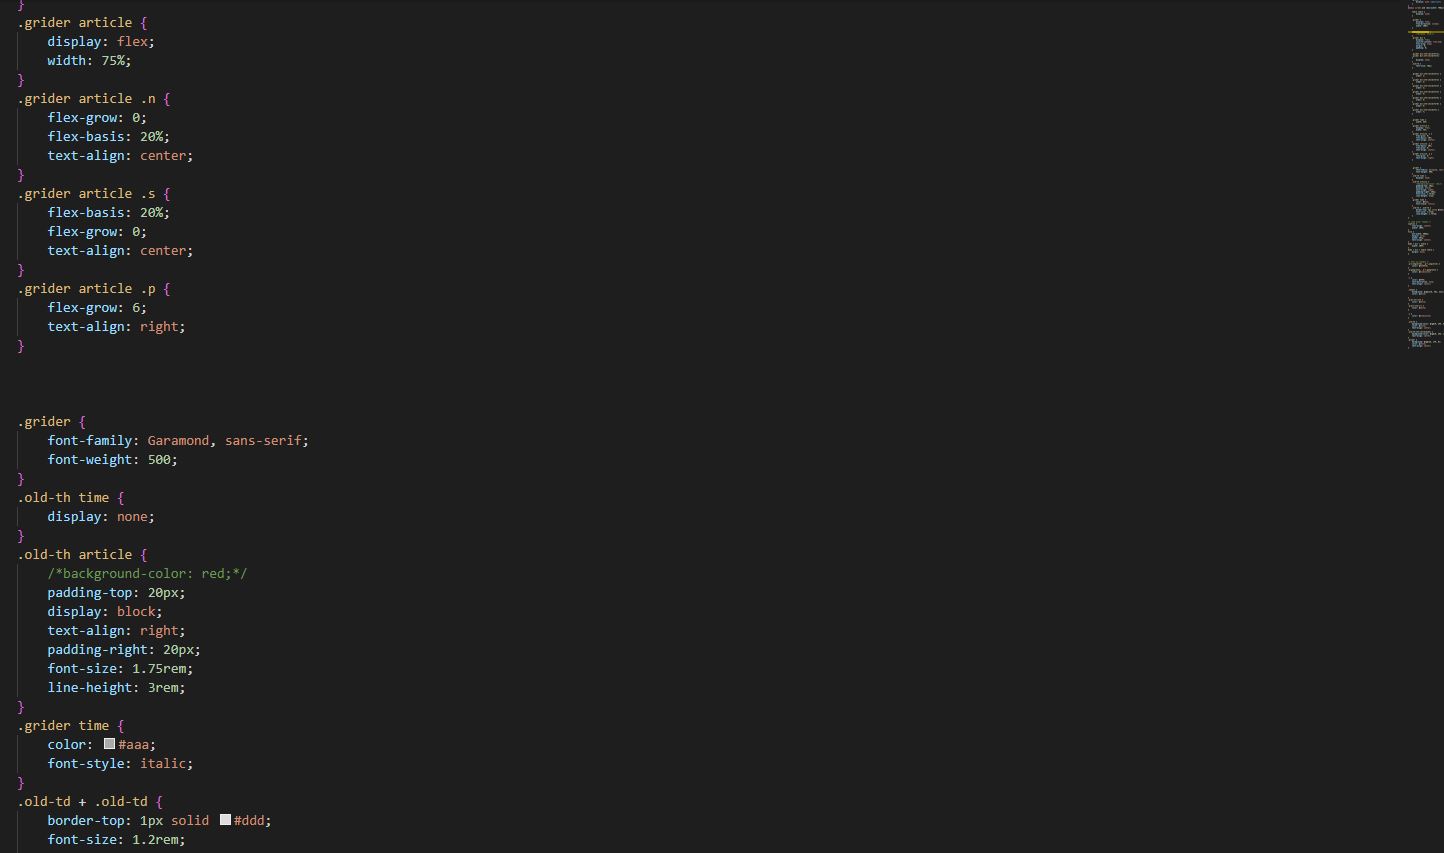 }
.grider article {
display: flex;
width: 75%;
}
.grider article .n {
flex-grow: 0;
flex-basis: 20%;
text-align: center;
}
.grider article .s {
flex-basis: 20%;
flex-grow: 0;
text-align: center;
}
.grider article .p {
flex-grow: 6;
text-align: right;
}
.grider {
font-family: Garamond, sans-serif;
font-weight: 500;
}
.old-th time {
display: none;
}
.old-th article {
/*background-color: red;*/
padding-top: 20px;
display: block;
text-align: right;
padding-right: 20px;
font-size: 1.75rem;
line-height: 3rem;
}
.grider time {
color: #aaa;
font-style: italic;
}
.old-td + .old-td {
border-top: 1px solid #ddd;
font-size: 1.2rem;